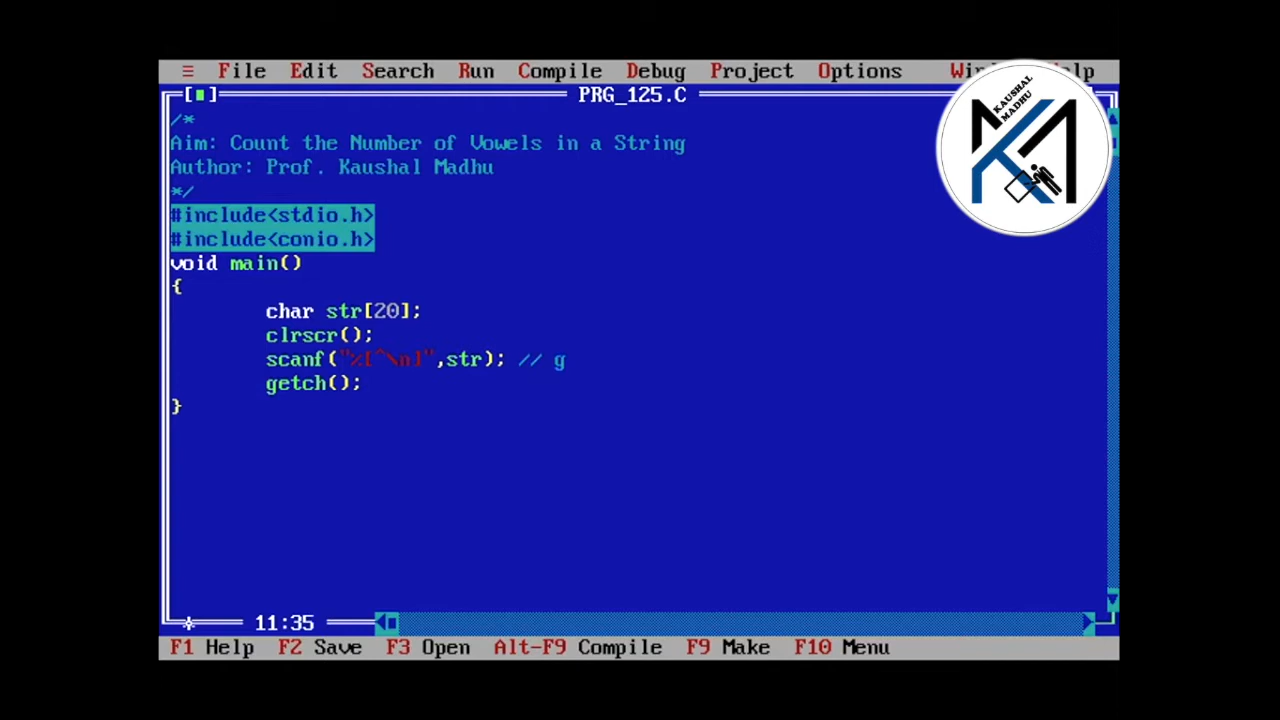 ≡ File Edit Search Run Compile Debug Project Options
[■] PRG_125.C
KAUSHAL
MADHU
/*
Aim: Count the Number of Vowels in a String
Author: Prof. Kaushal Madhu
*/
#include<stdio.h>
#include<conio.h>
void main()
{
char str[20];
clrscr();
scanf("%[^\n]",str); // g
getch();
}
11:35
F1 Help F2 Save F3 Open Alt-F9 Compile F9 Make F10 Menu